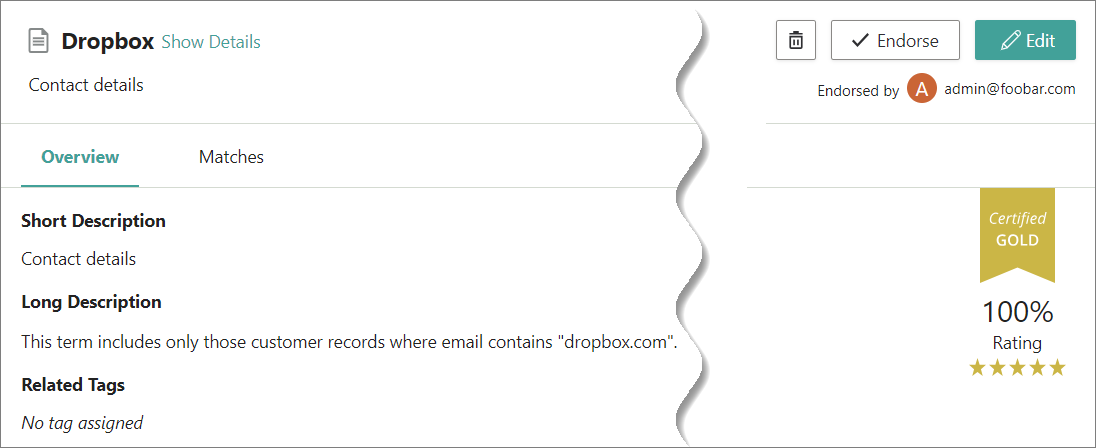 Dropbox Show Details
Endorse
Edit
Contact details
Endorsed by A admin@foobar.com
Overview
Matches
Short Description
Contact details
Long Description
This term includes only those customer records where email contains "dropbox.com".
Related Tags
No tag assigned
Certified
GOLD
100%
Rating